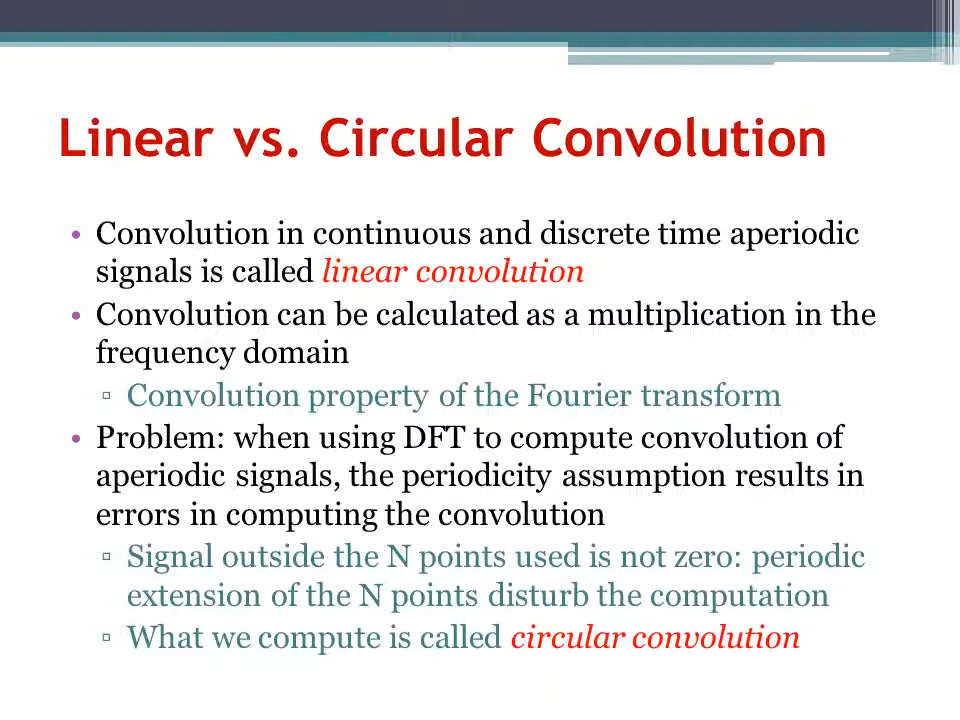 Linear vs. Circular Convolution
• Convolution in continuous and discrete time aperiodic
signals is called linear convolution
• Convolution can be calculated as a multiplication in the
frequency domain
▫ Convolution property of the Fourier transform
• Problem: when using DFT to compute convolution of
aperiodic signals, the periodicity assumption results in
errors in computing the convolution
▫ Signal outside the N points used is not zero: periodic
extension of the N points disturb the computation
▫ What we compute is called circular convolution